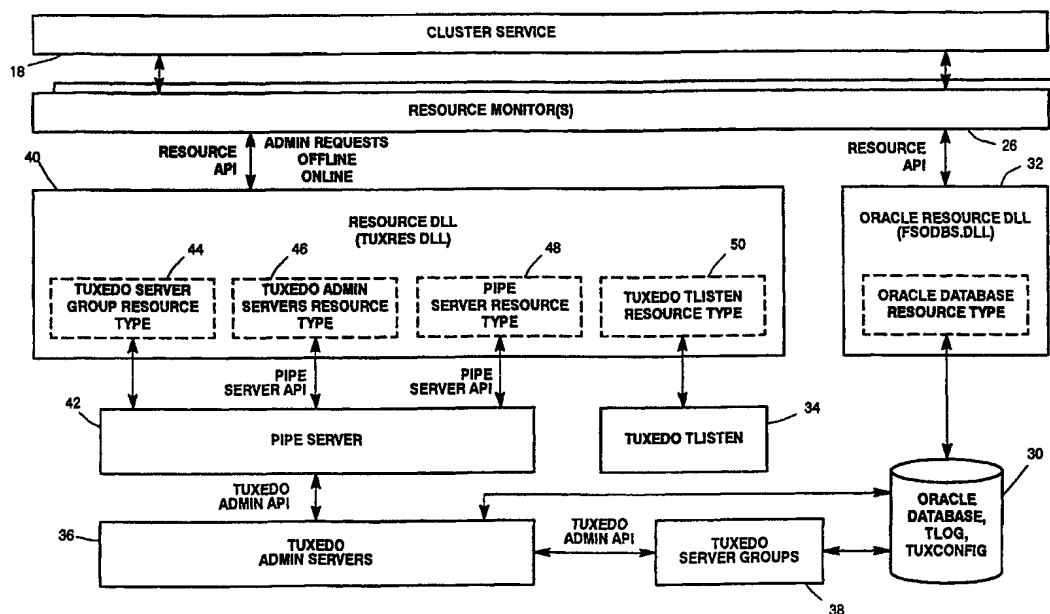 CLUSTER SERVICE
18
RESOURCE MONITOR(S)
26
RESOURCE
API
ADMIN REQUESTS
OFFLINE
ONLINE
RESOURCE
API
40
32
RESOURCE DLL
(TUXRES DLL)
ORACLE RESOURCE DLL
(FSODBS.DLL)
44
46
48
50
TUXEDO SERVER
GROUP RESOURCE
TYPE
TUXEDO ADMIN
SERVERS RESOURCE
TYPE
PIPE
SERVER RESOURCE
TYPE
TUXEDO TLISTEN
RESOURCE TYPE
ORACLE DATABASE
RESOURCE TYPE
PIPE
SERVER API
PIPE
SERVER API
42
PIPE SERVER
34
TUXEDO TLISTEN
30
ORACLE
DATABASE,
TLOG,
TUXCONFIG
TUXEDO
ADMIN API
36
TUXEDO
ADMIN SERVERS
TUXEDO
ADMIN API
TUXEDO
SERVER GROUPS
38